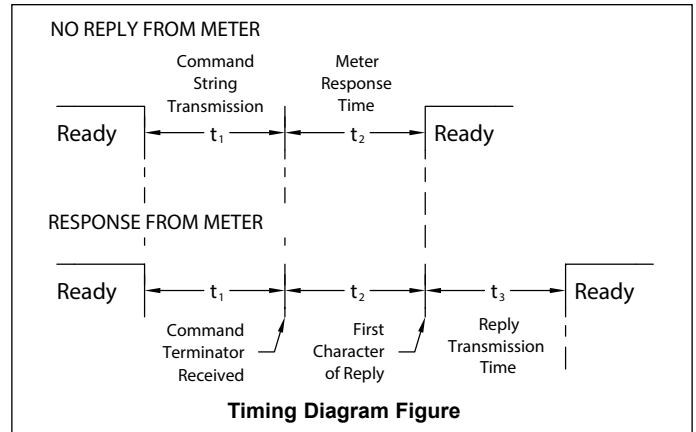 NO REPLY FROM METER
Command
String
Transmission
Meter
Response
Time
Ready
t₁
t₂
Ready
RESPONSE FROM METER
Ready
t₁
t₂
t₃
Ready
Command
Terminator
Received
First
Character
of Reply
Reply
Transmission
Time
Timing Diagram Figure